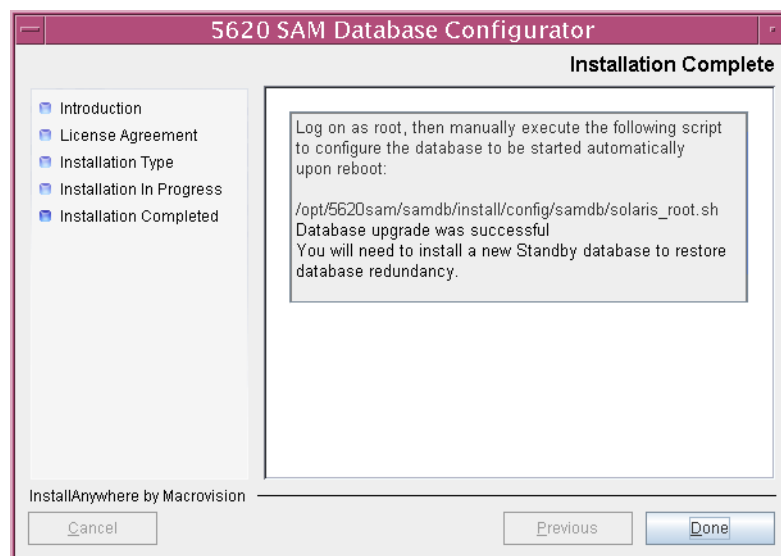 5620 SAM Database Configurator
Installation Complete
Introduction
License Agreement
Installation Type
Installation In Progress
Installation Completed
Log on as root, then manually execute the following script
to configure the database to be started automatically
upon reboot:
/opt/5620sam/samdb/install/config/samdb/solaris_root.sh
Database upgrade was successful
You will need to install a new Standby database to restore
database redundancy.
InstallAnywhere by Macrovision
Cancel
Previous
Done